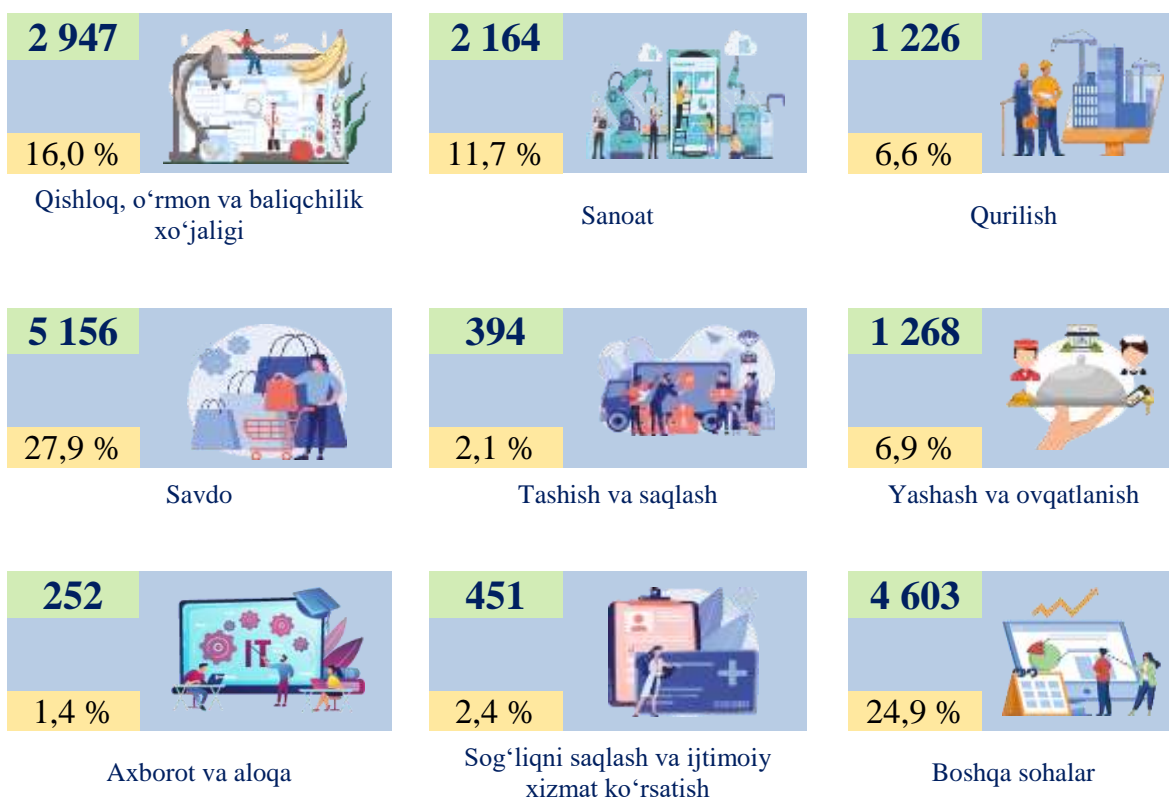 2 947
16,0 %
Qishloq, o‘rmon va baliqchilik
xo‘jaligi
2 164
11,7 %
Sanoat
1 226
6,6 %
Qurilish
5 156
27,9 %
Savdo
394
2,1 %
Tashish va saqlash
1 268
6,9 %
Yashash va ovqatlanish
252
IT
1,4 %
Axborot va aloqa
451
2,4 %
Sog‘liqni saqlash va ijtimoiy
xizmat ko‘rsatish
4 603
24,9 %
Boshqa sohalar